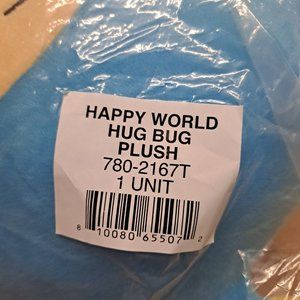 HAPPY WORLD
HUG BUG
PLUSH
780-2167T
1 UNIT
8 10080 65507 2